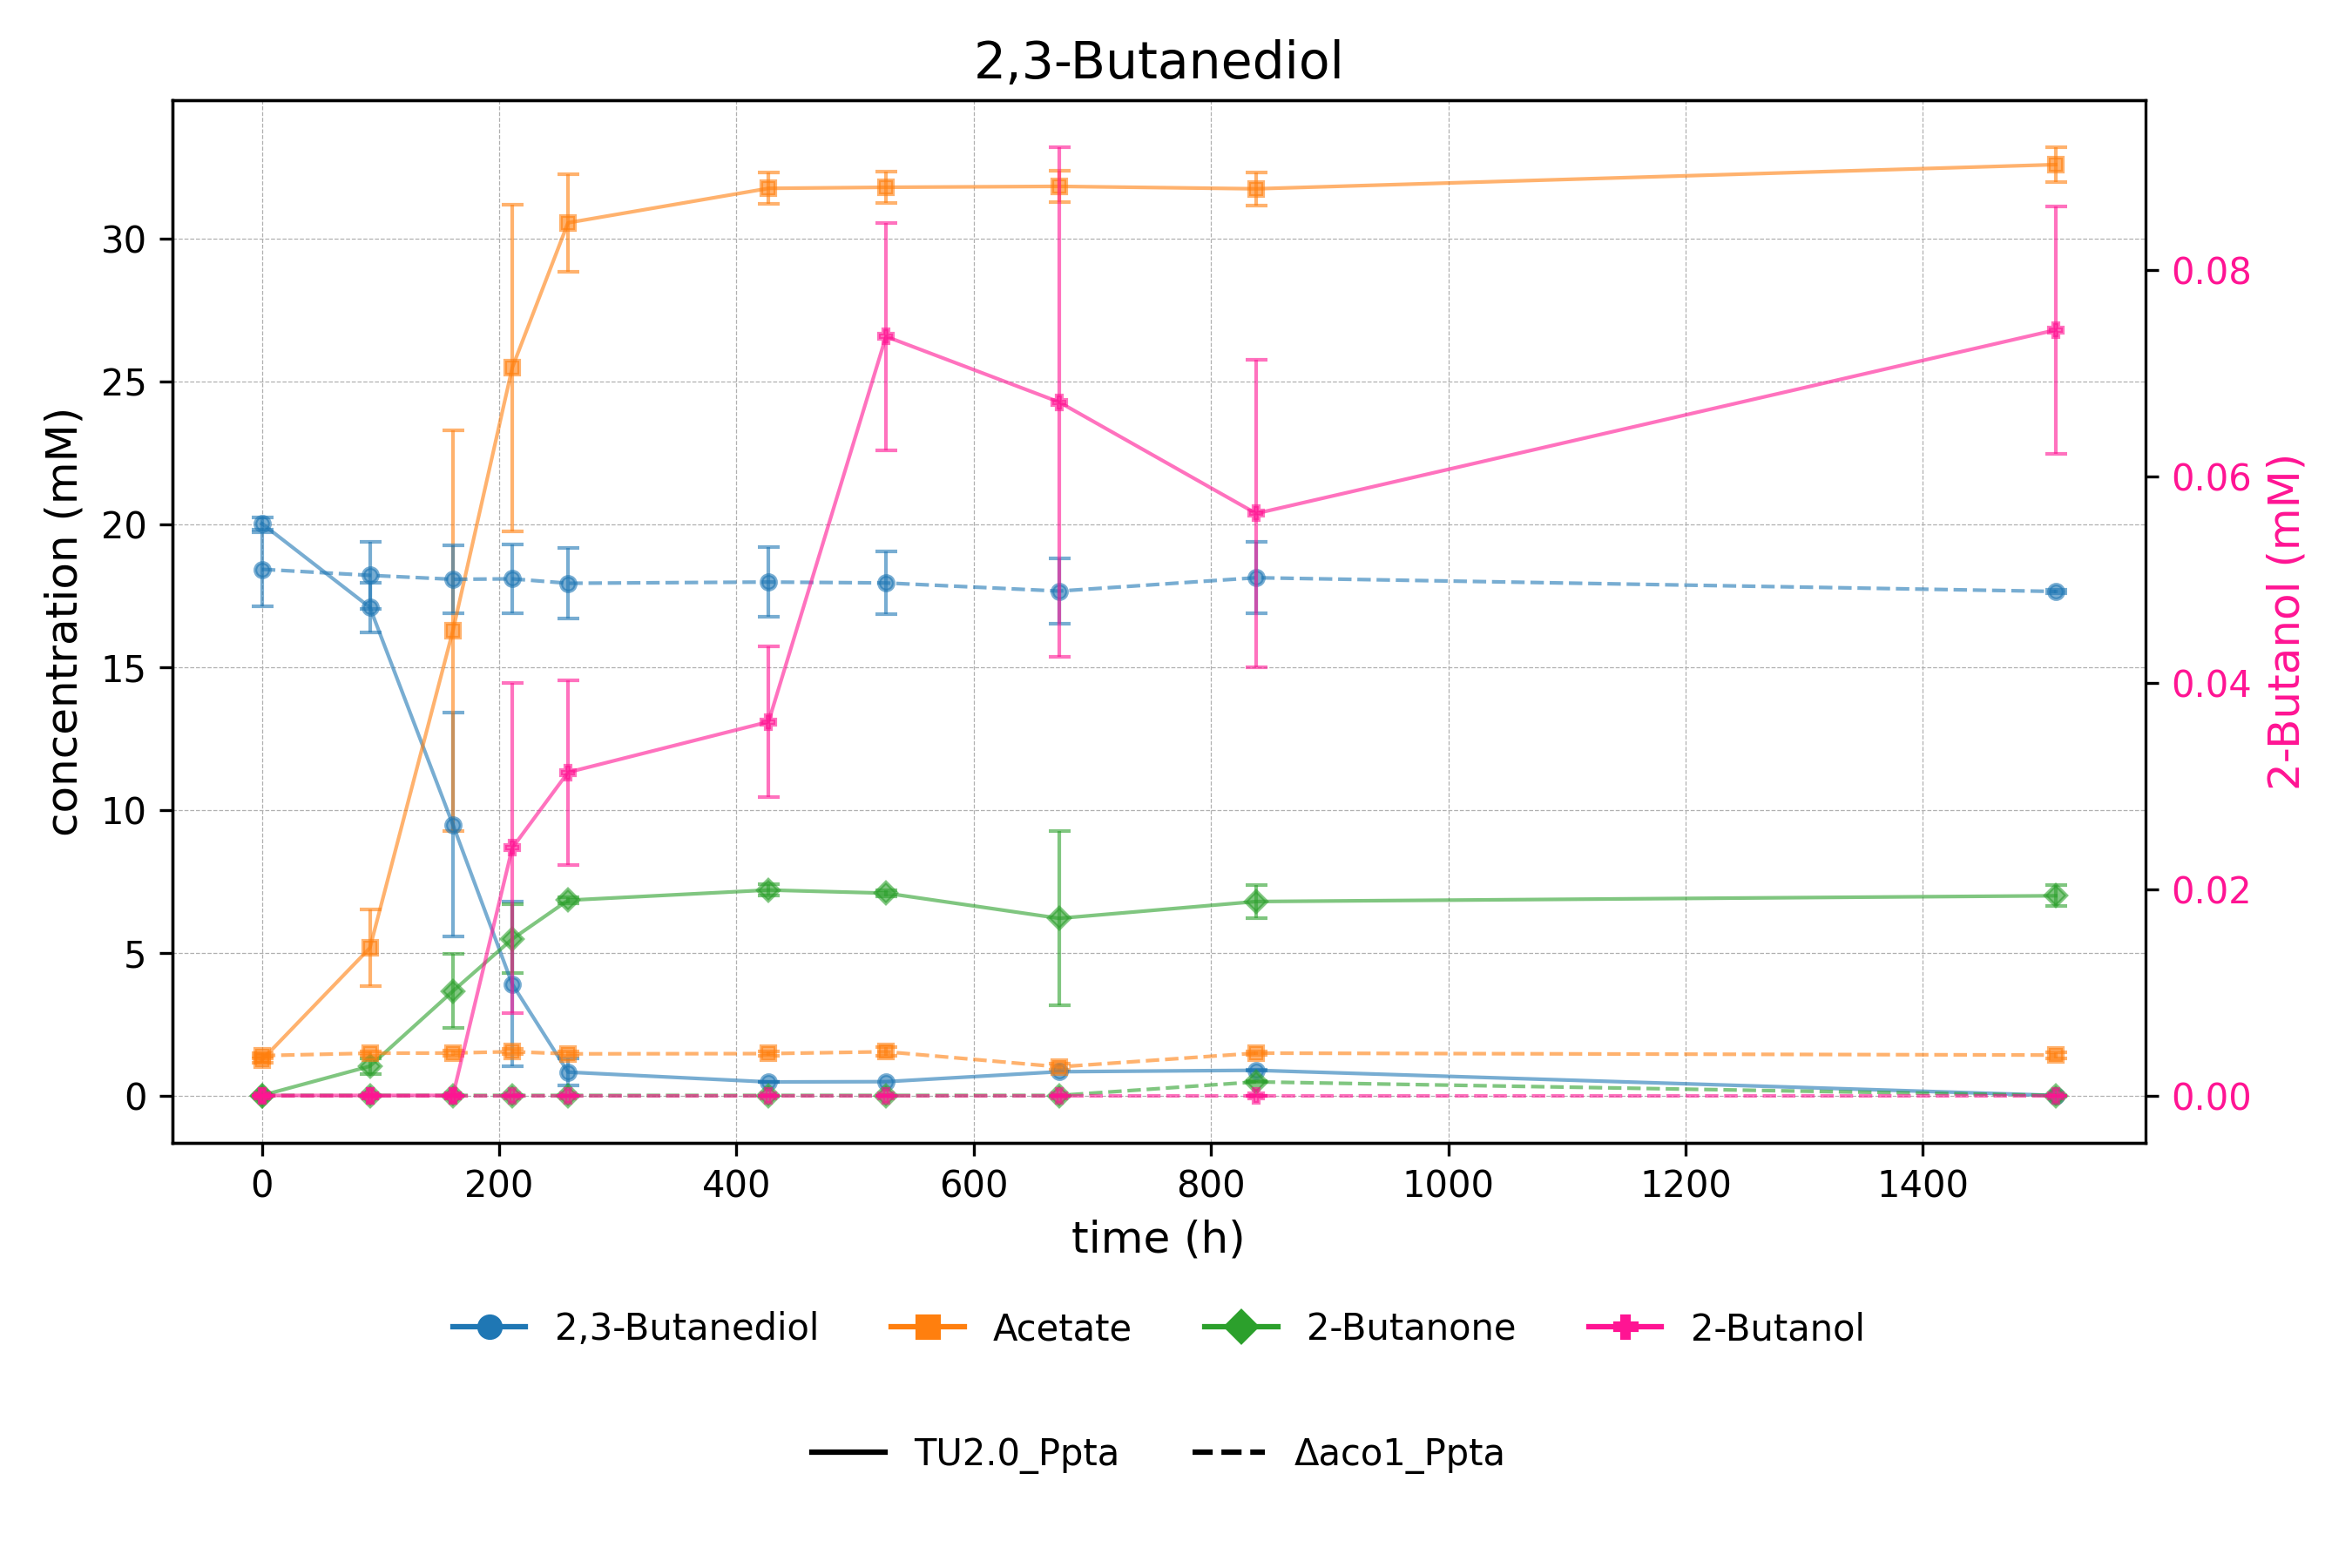 2,3-Butanediol
concentration (mM)
30
25
20
15
10
5
0
0.08
0.06
0.04
0.02
0.00
2-Butanol (mM)
0 200 400 600 800 1000 1200 1400
time (h)
2,3-Butanediol Acetate 2-Butanone 2-Butanol
TU2.0_Ppta Δaco1_Ppta